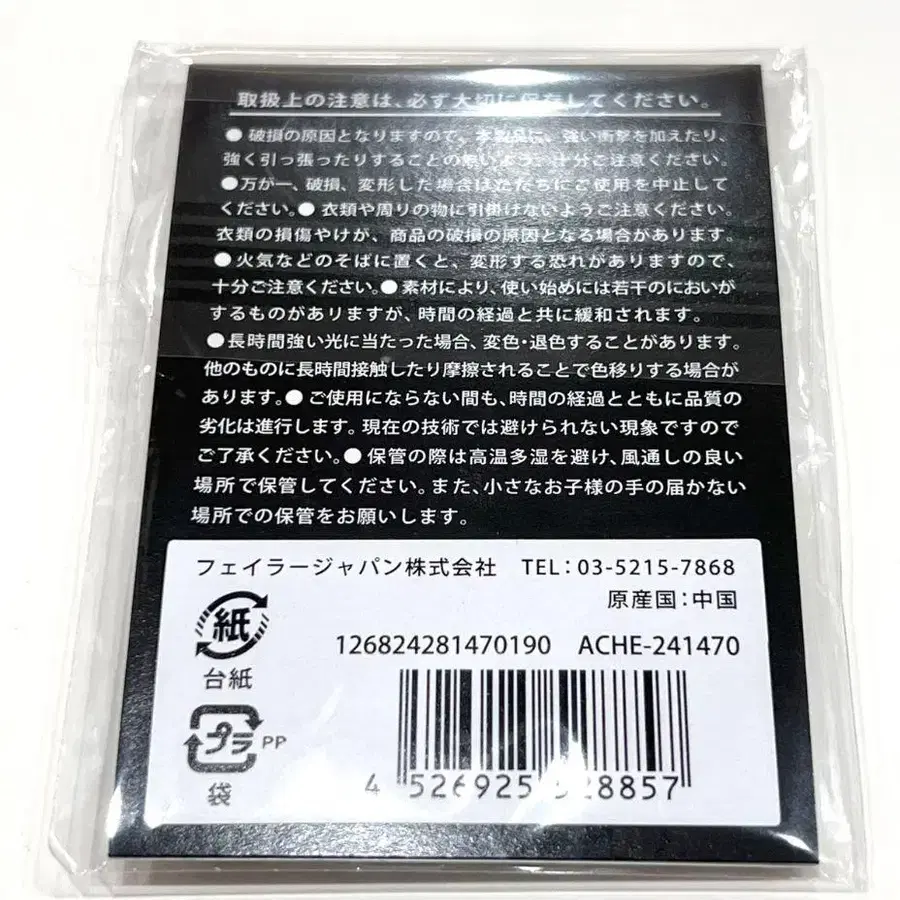 取扱上の注意は、必ず大切に保存してください。
● 破損の原因となりますので、本製品に、強い衝撃を加えたり、
強く引っ張ったりすることの無いよう、十分ご注意ください。
●万が一、破損、変形した場合はただちにご使用を中止して
ください。● 衣類や周りの物に引掛けないようご注意ください。
衣類の損傷やけが、商品の破損の原因となる場合があります。
● 火気などのそばに置くと、変形する恐れがありますので、
十分ご注意ください。● 素材により、使い始めには若干のにおいが
するものがありますが、時間の経過と共に緩和されます。
●長時間強い光に当たった場合、変色・退色することがあります。
他のものに長時間接触したり摩擦されることで色移りする場合が
あります。● ご使用にならない間も、時間の経過とともに品質の
劣化は進行します。現在の技術では避けられない現象ですので
ご了承ください。● 保管の際は高温多湿を避け、風通しの良い
場所で保管してください。また、小さなお子様の手の届かない
場所での保管をお願いします。
フェイラージャパン株式会社 TEL：03-5215-7868
原産国：中国
紙
台紙
126824281470190 ACHE-241470
プラ PP
袋
4 526925 528857